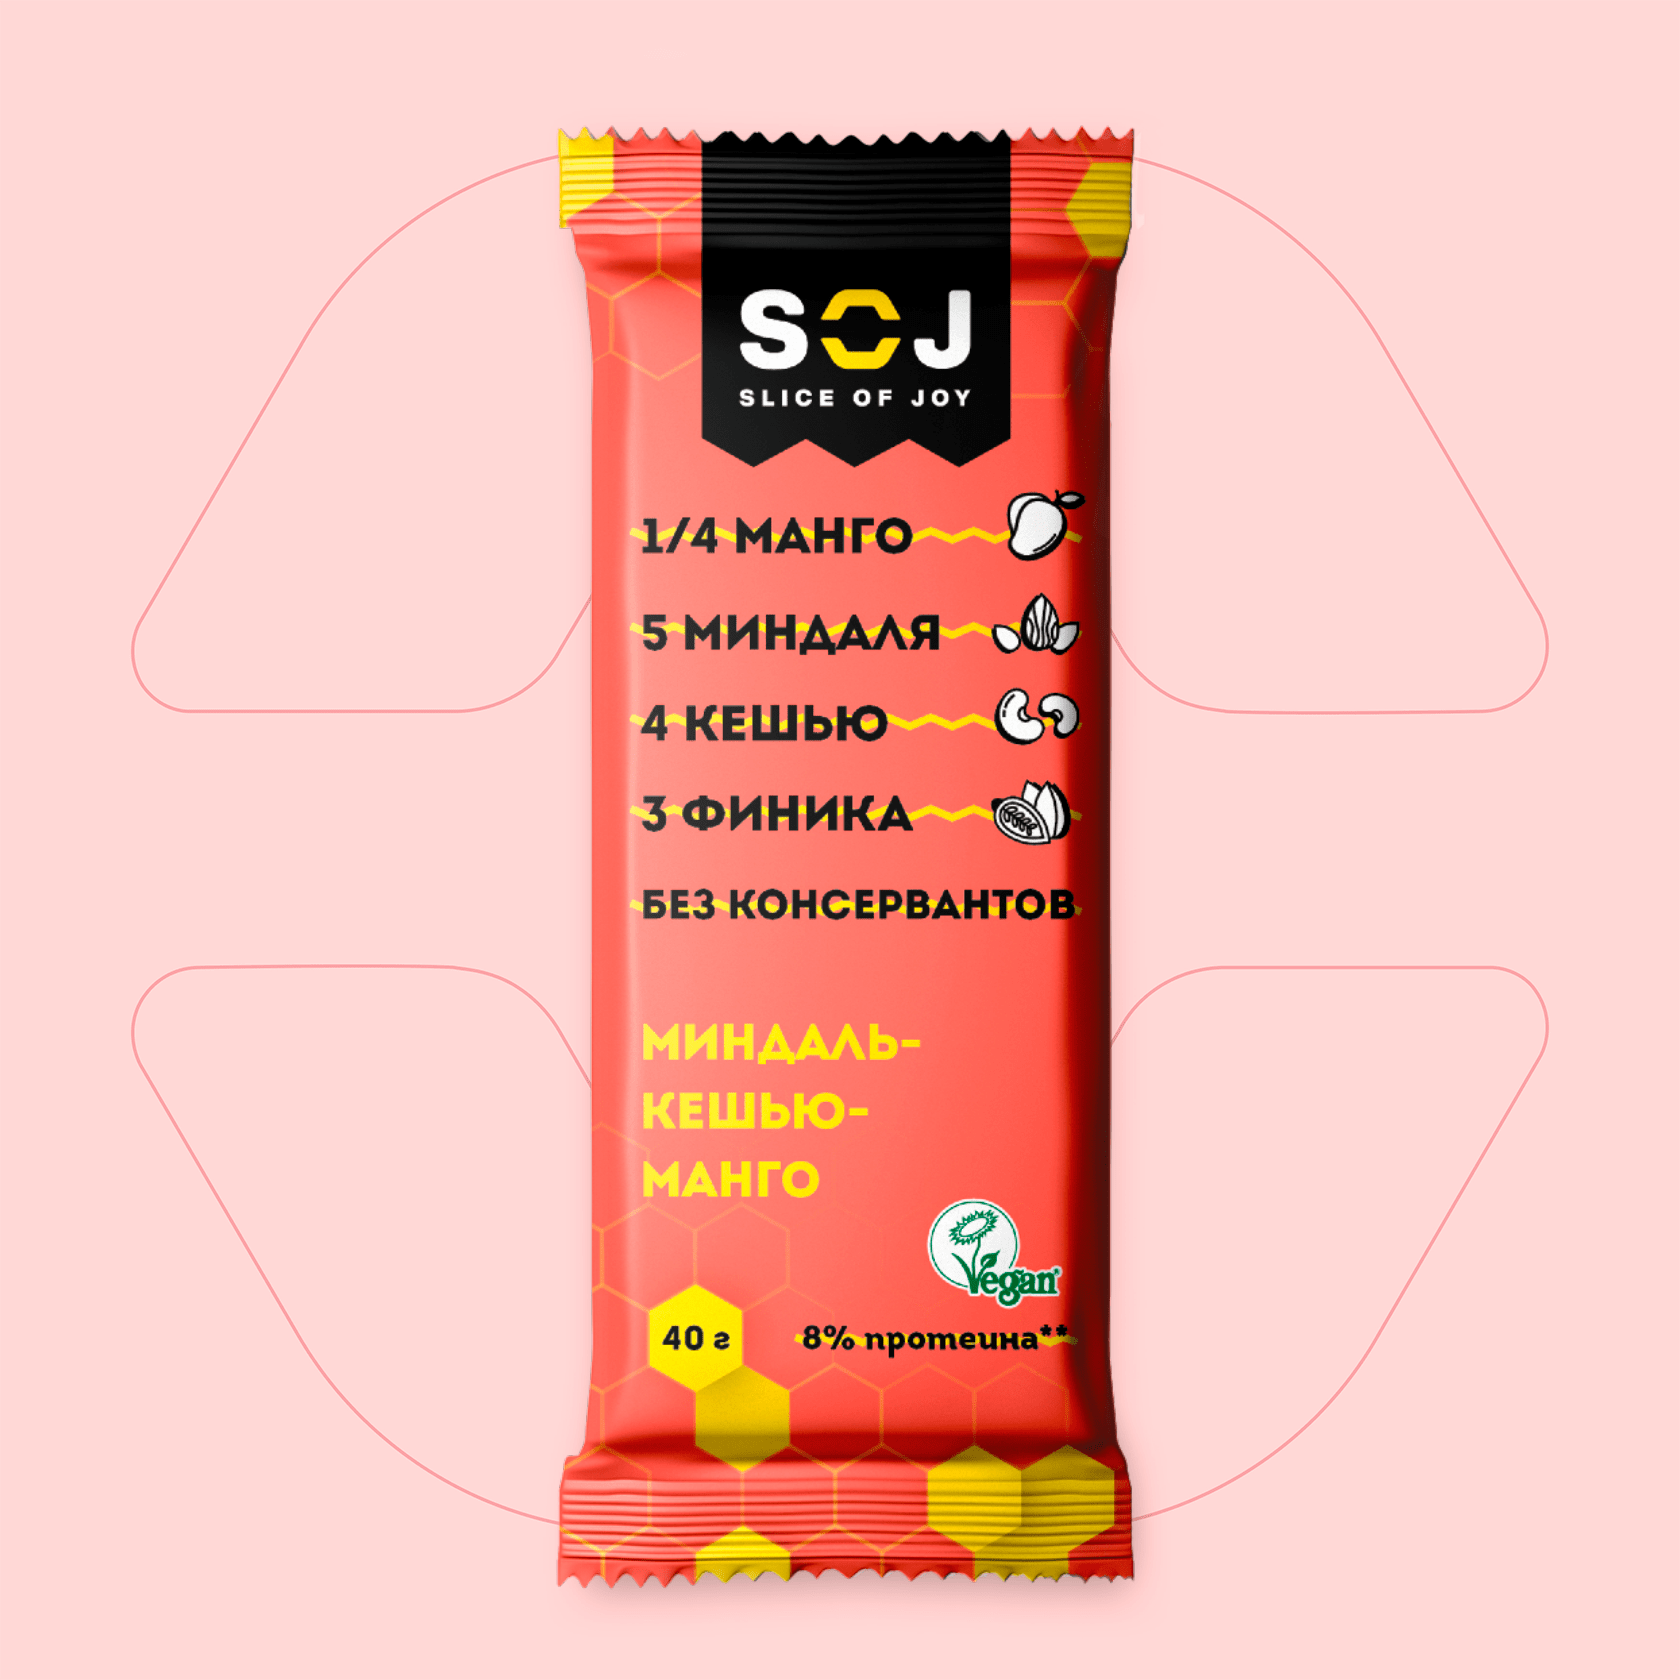 SOJ
SLICE OF JOY
1/4 МАНГО
5 МИНДАЛЯ
4 КЕШЬЮ
3 ФИНИКА
БЕЗ КОНСЕРВАНТОВ
МИНДАЛЬ-
КЕШЬЮ-
МАНГО
Vegan
40 г
8% протеина**